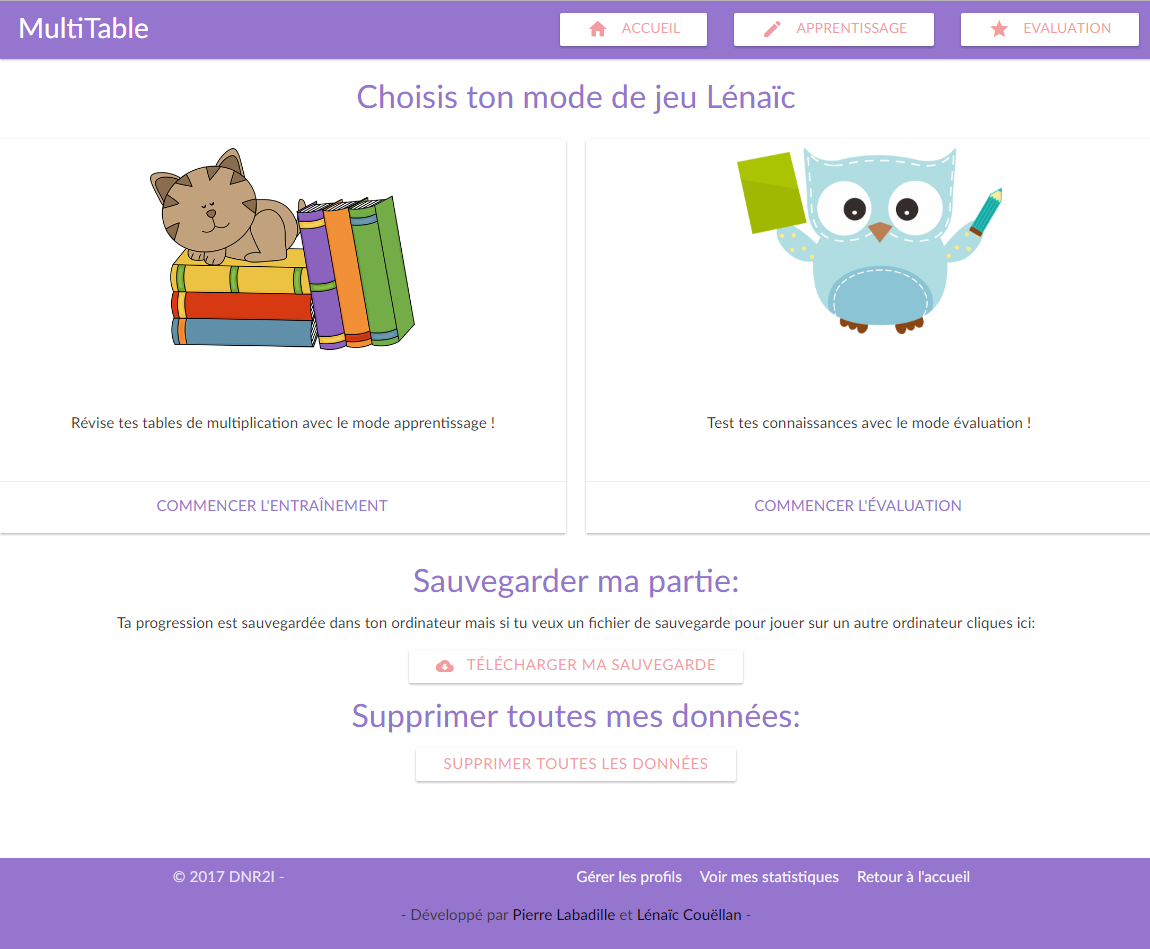 MultiTable
ACCUEIL
APPRENTISSAGE
EVALUATION
Choisis ton mode de jeu Lénaïc
Révise tes tables de multiplication avec le mode apprentissage !
COMMENCER L'ENTRAÎNEMENT
Test tes connaissances avec le mode évaluation !
COMMENCER L'ÉVALUATION
Sauvegarder ma partie:
Ta progression est sauvegardée dans ton ordinateur mais si tu veux un fichier de sauvegarde pour jouer sur un autre ordinateur cliques ici:
TÉLÉCHARGER MA SAUVEGARDE
Supprimer toutes mes données:
SUPPRIMER TOUTES LES DONNÉES
© 2017 DNR2I -
Gérer les profils
Voir mes statistiques
Retour à l'accueil
- Développé par Pierre Labadille et Lénaïc Couëllan -